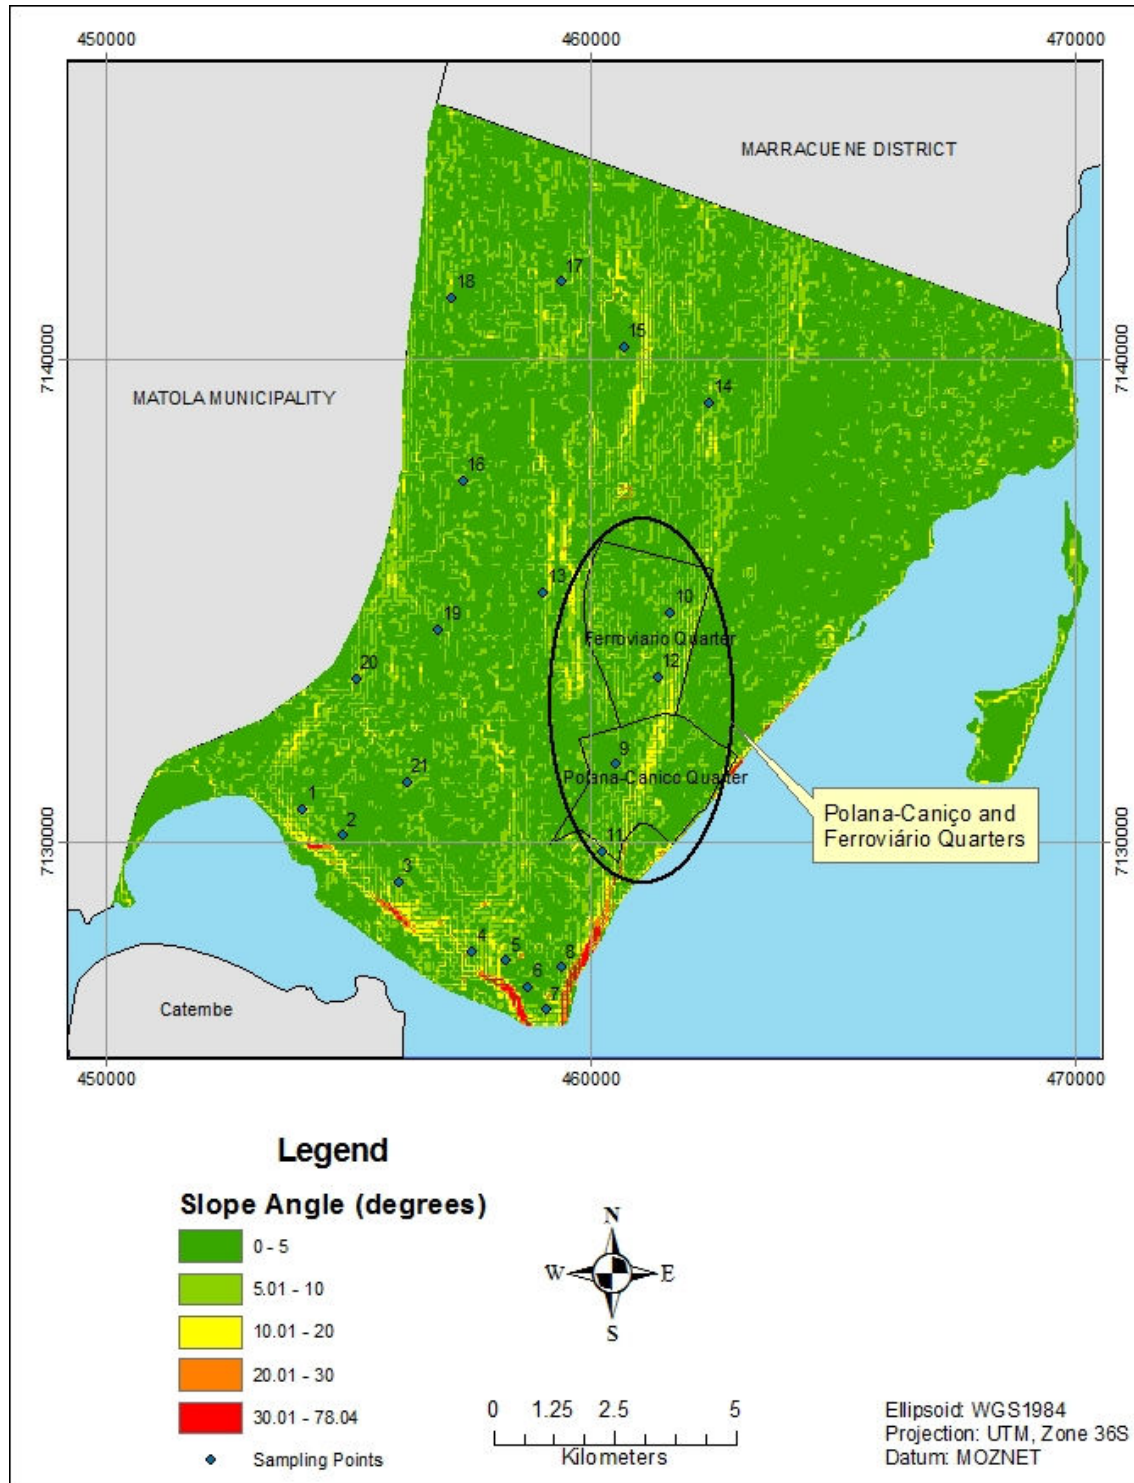 450000 460000 470000
MARRACUENE DISTRICT
17
18
15
7140000 7140000
14
MATOLA MUNICIPALITY
16
13
10
19
Ferroviario Quarter
12
20
9
Polana-Canico Quarter
21
1
Polana-Caniço and
Ferroviário Quarters
2
7130000 7130000
11
3
4
5
8
6
7
Catembe
450000 460000 470000
Legend
Slope Angle (degrees)
0 - 5
5.01 - 10
10.01 - 20
20.01 - 30
30.01 - 78.04
Sampling Points
N
W E
S
0 1.25 2.5 5
Kilometers
Ellipsoid: WGS1984
Projection: UTM, Zone 36S
Datum: MOZNET